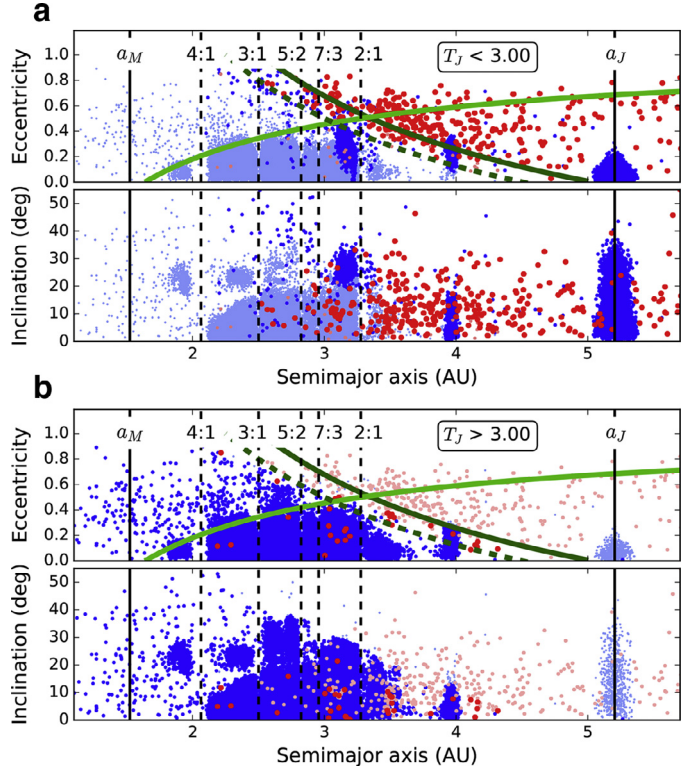 a
a_M 4:1 3:1 5:2 7:3 2:1 T_J < 3.00 a_J
Eccentricity
1.0
0.8
0.6
0.4
0.2
0.0
Inclination (deg)
50
40
30
20
10
0
2 3 4 5
Semimajor axis (AU)
b
a_M 4:1 3:1 5:2 7:3 2:1 T_J > 3.00 a_J
Eccentricity
1.0
0.8
0.6
0.4
0.2
0.0
Inclination (deg)
50
40
30
20
10
0
2 3 4 5
Semimajor axis (AU)